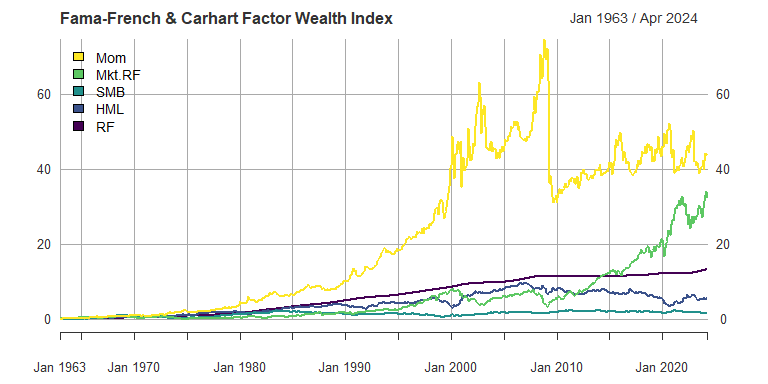 Fama-French & Carhart Factor Wealth Index
Jan 1963 / Apr 2024
Mom
Mkt.RF
SMB
HML
RF
60
60
40
40
20
20
0
0
Jan 1963
Jan 1970
Jan 1980
Jan 1990
Jan 2000
Jan 2010
Jan 2020